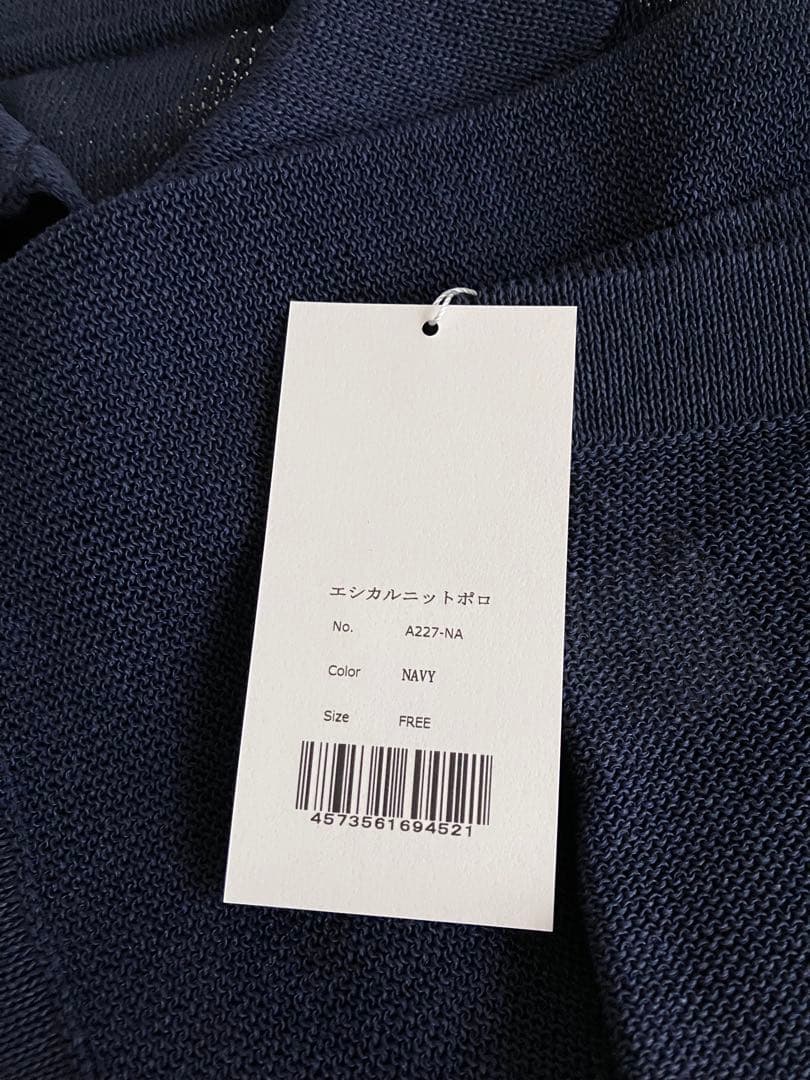 エシカルニットポロ
No. A227-NA
Color NAVY
Size FREE
4573561694521